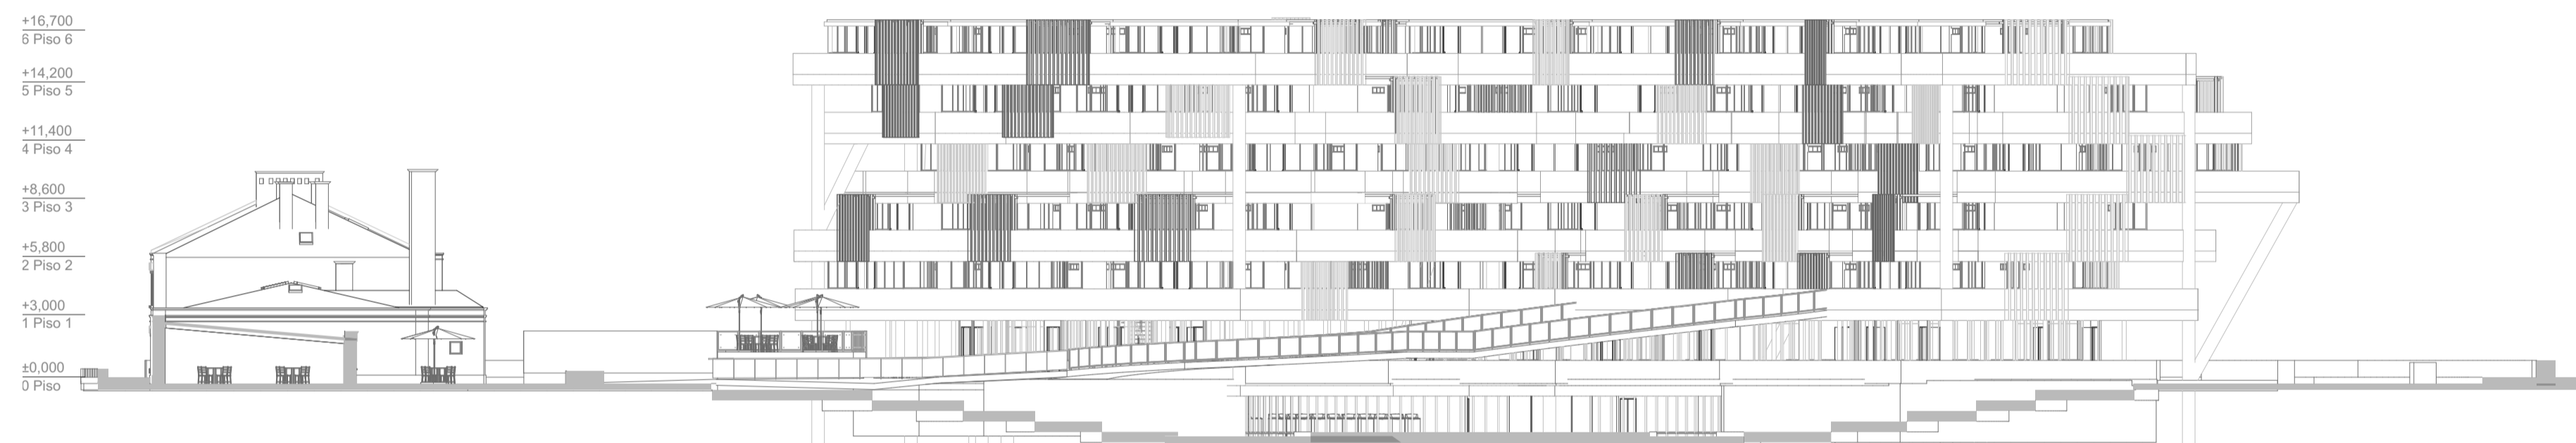 +16,700
6 Piso 6
+14,200
5 Piso 5
+11,400
4 Piso 4
+8,600
3 Piso 3
+5,800
2 Piso 2
+3,000
1 Piso 1
±0,000
0 Piso